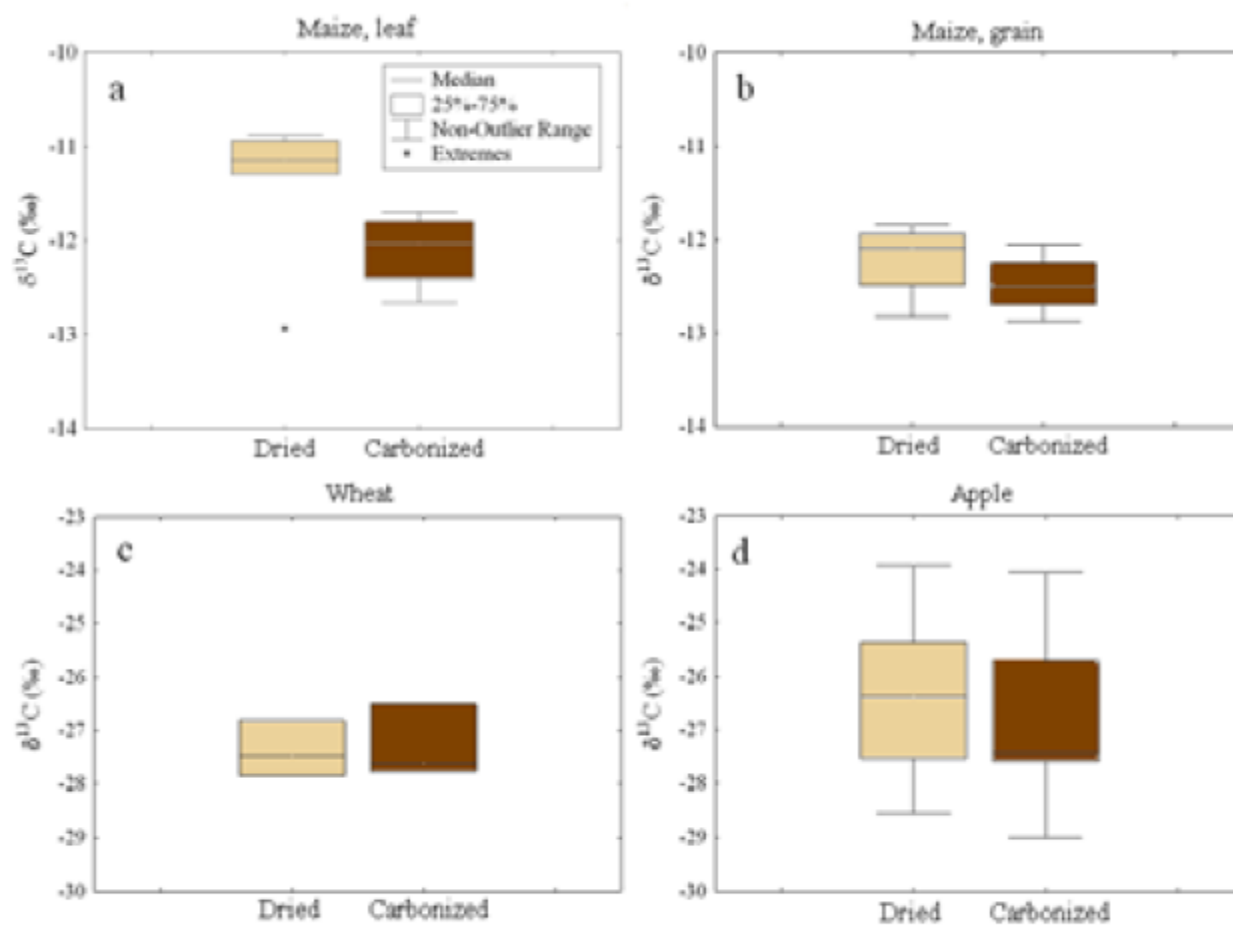 Maize, leaf
-10
-11
-12
-13
-14
δ¹³C (‰)
a
Median
25%-75%
Non-Outlier Range
Extremes
Dried Carbonized
Maize, grain
-10
-11
-12
-13
-14
δ¹³C (‰)
b
Dried Carbonized
Wheat
-23
-24
-25
-26
-27
-28
-29
-30
δ¹³C (‰)
c
Dried Carbonized
Apple
-23
-24
-25
-26
-27
-28
-29
-30
δ¹³C (‰)
d
Dried Carbonized